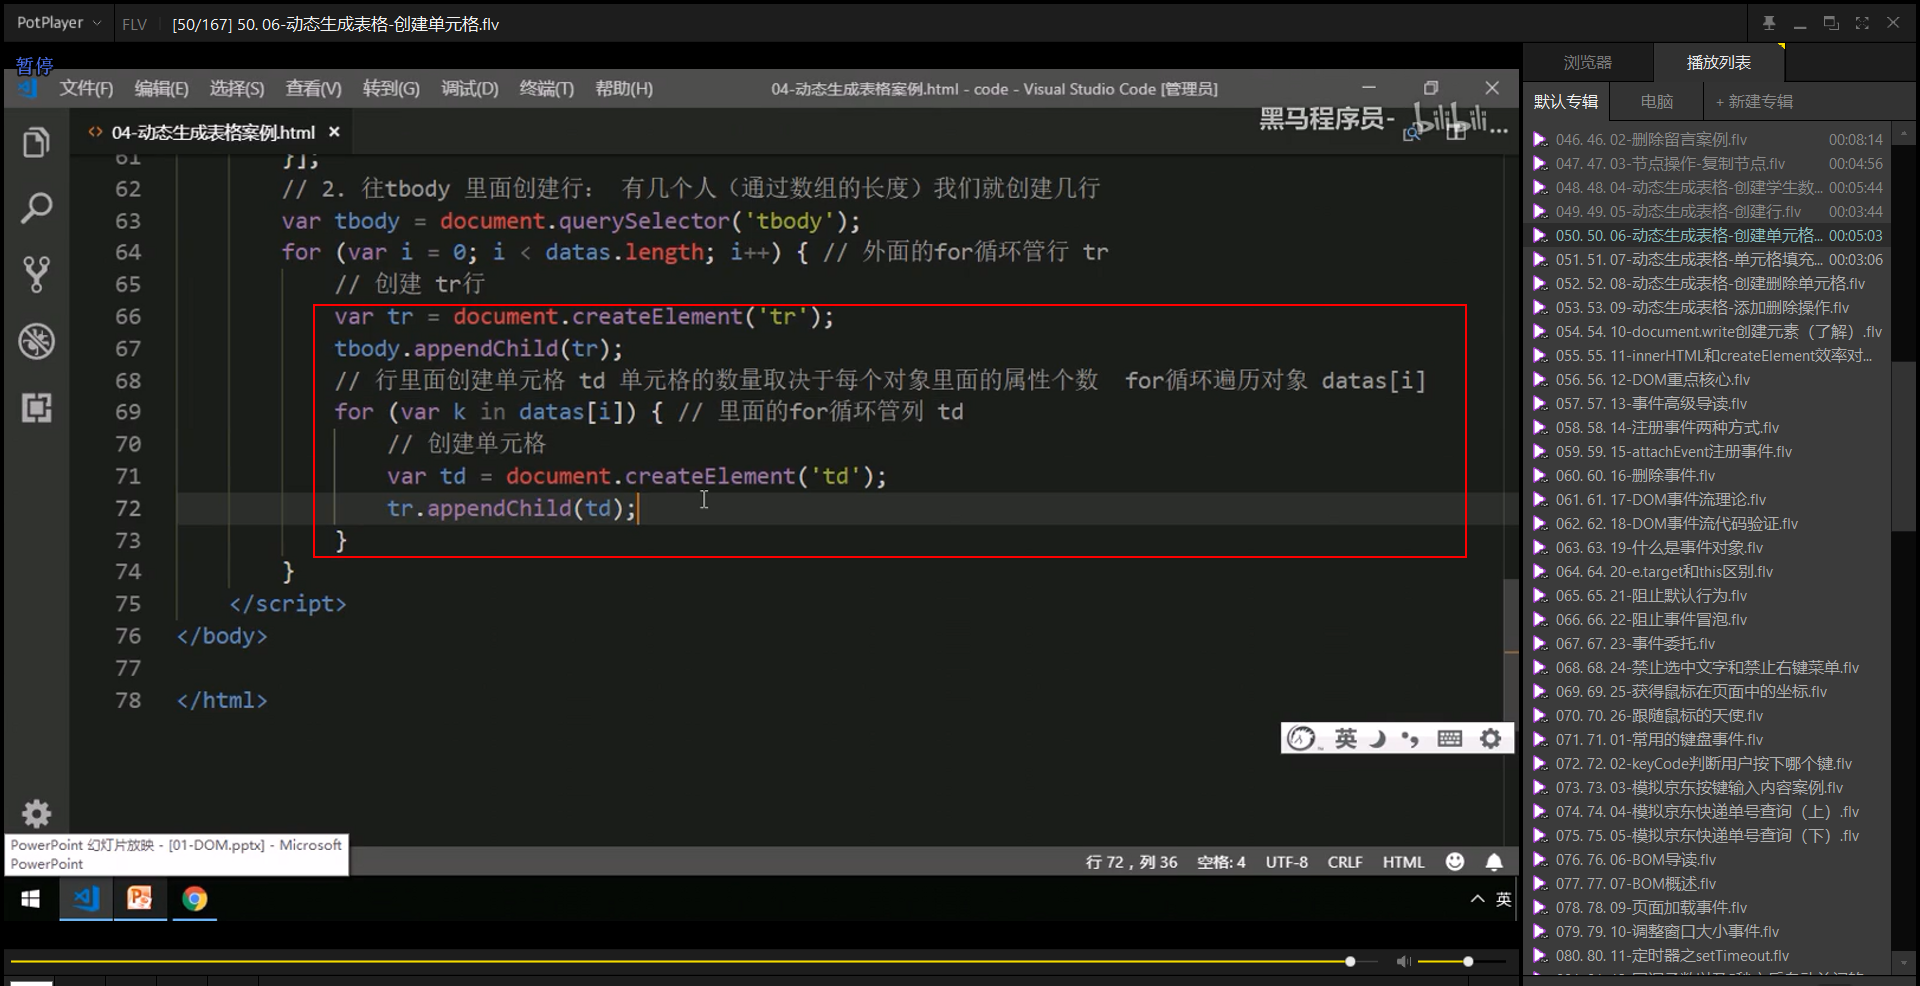 PotPlayer
FLV
[50/167] 50. 06-动态生成表格-创建单元格.flv
暂停
文件(F) 编辑(E) 选择(S) 查看(V) 转到(G) 调试(D) 终端(T) 帮助(H)
04-动态生成表格案例.html - code - Visual Studio Code [管理员]
04-动态生成表格案例.html ×
黑马程序员-
bilibili
61 }];
62 // 2. 往tbody 里面创建行： 有几个人（通过数组的长度）我们就创建几行
63 var tbody = document.querySelector('tbody');
64 for (var i = 0; i < datas.length; i++) { // 外面的for循环管行 tr
65 // 创建 tr行
66 var tr = document.createElement('tr');
67 tbody.appendChild(tr);
68 // 行里面创建单元格 td 单元格的数量取决于每个对象里面的属性个数  for循环遍历对象 datas[i]
69 for (var k in datas[i]) { // 里面的for循环管列 td
70 // 创建单元格
71 var td = document.createElement('td');
72 tr.appendChild(td);
73 }
74 }
75 </script>
76 </body>
77
78 </html>
英
PowerPoint 幻灯片放映 - [01-DOM.pptx] - Microsoft
PowerPoint
行 72，列 36 空格: 4 UTF-8 CRLF HTML
英
浏览器 播放列表
默认专辑 电脑 + 新建专辑
046. 46. 02-删除留言案例.flv 00:08:14
047. 47. 03-节点操作-复制节点.flv 00:04:56
048. 48. 04-动态生成表格-创建学生数... 00:05:44
049. 49. 05-动态生成表格-创建行.flv 00:03:44
050. 50. 06-动态生成表格-创建单元格... 00:05:03
051. 51. 07-动态生成表格-单元格填充... 00:03:06
052. 52. 08-动态生成表格-创建删除单元格.flv
053. 53. 09-动态生成表格-添加删除操作.flv
054. 54. 10-document.write创建元素（了解）.flv
055. 55. 11-innerHTML和createElement效率对...
056. 56. 12-DOM重点核心.flv
057. 57. 13-事件高级导读.flv
058. 58. 14-注册事件两种方式.flv
059. 59. 15-attachEvent注册事件.flv
060. 60. 16-删除事件.flv
061. 61. 17-DOM事件流理论.flv
062. 62. 18-DOM事件流代码验证.flv
063. 63. 19-什么是事件对象.flv
064. 64. 20-e.target和this区别.flv
065. 65. 21-阻止默认行为.flv
066. 66. 22-阻止事件冒泡.flv
067. 67. 23-事件委托.flv
068. 68. 24-禁止选中文字和禁止右键菜单.flv
069. 69. 25-获得鼠标在页面中的坐标.flv
070. 70. 26-跟随鼠标的天使.flv
071. 71. 01-常用的键盘事件.flv
072. 72. 02-keyCode判断用户按下哪个键.flv
073. 73. 03-模拟京东按键输入内容案例.flv
074. 74. 04-模拟京东快递单号查询（上）.flv
075. 75. 05-模拟京东快递单号查询（下）.flv
076. 76. 06-BOM导读.flv
077. 77. 07-BOM概述.flv
078. 78. 09-页面加载事件.flv
079. 79. 10-调整窗口大小事件.flv
080. 80. 11-定时器之setTimeout.flv